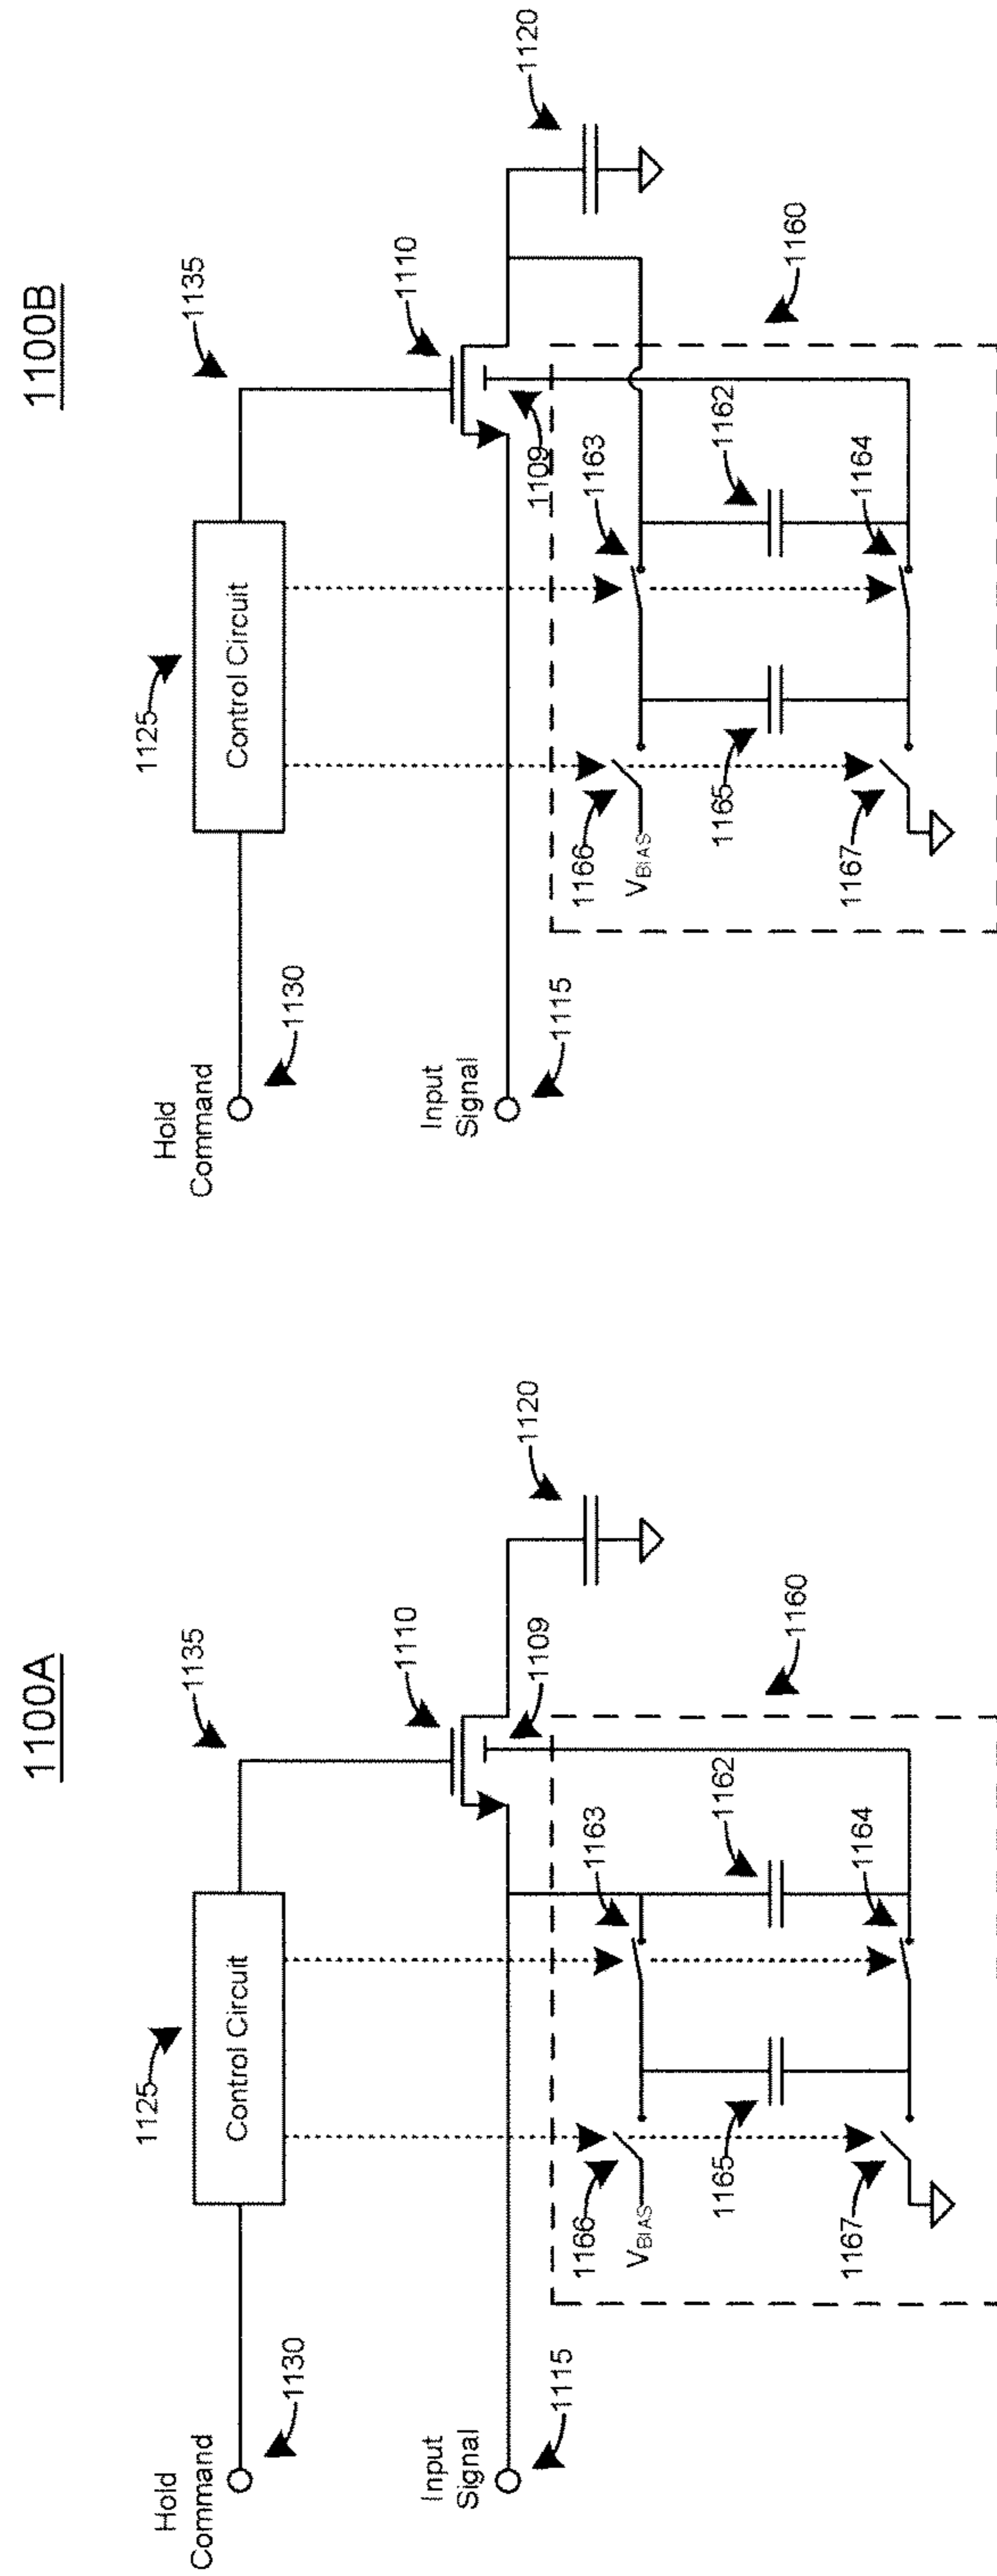 1100A
1125
Control Circuit
1135
Hold
Command
1130
1110
1109
1120
Input
Signal
1115
1166
VBIAS
1163
1162
1160
1165
1167
1164
1100B
1125
Control Circuit
1135
Hold
Command
1130
1110
1109
1120
Input
Signal
1115
1166
VBIAS
1163
1162
1160
1165
1167
1164